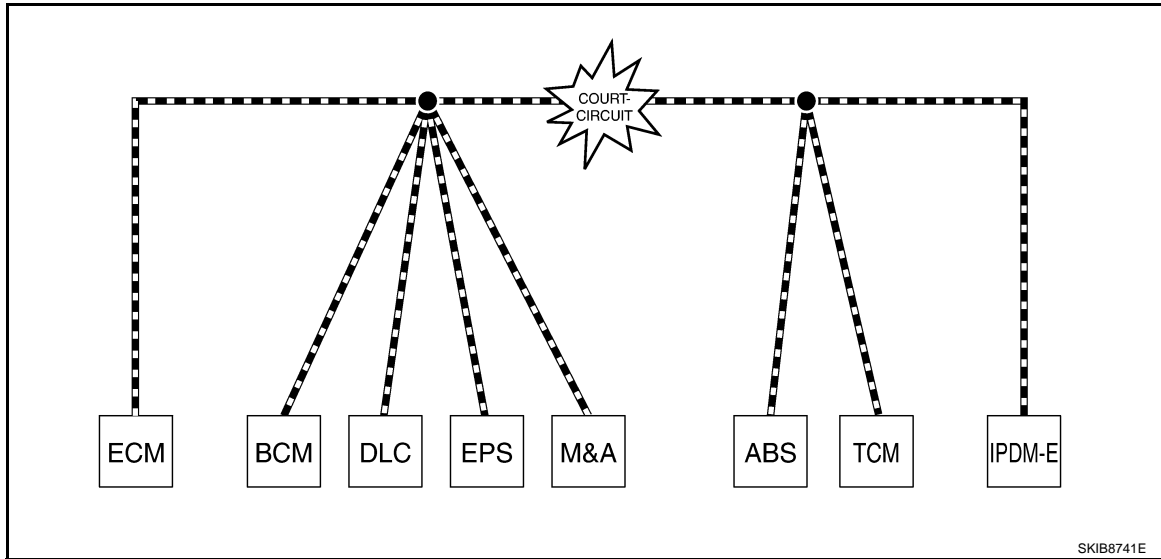 COURT-
CIRCUIT
ECM
BCM
DLC
EPS
M&A
ABS
TCM
IPDM-E
SKIB8741E